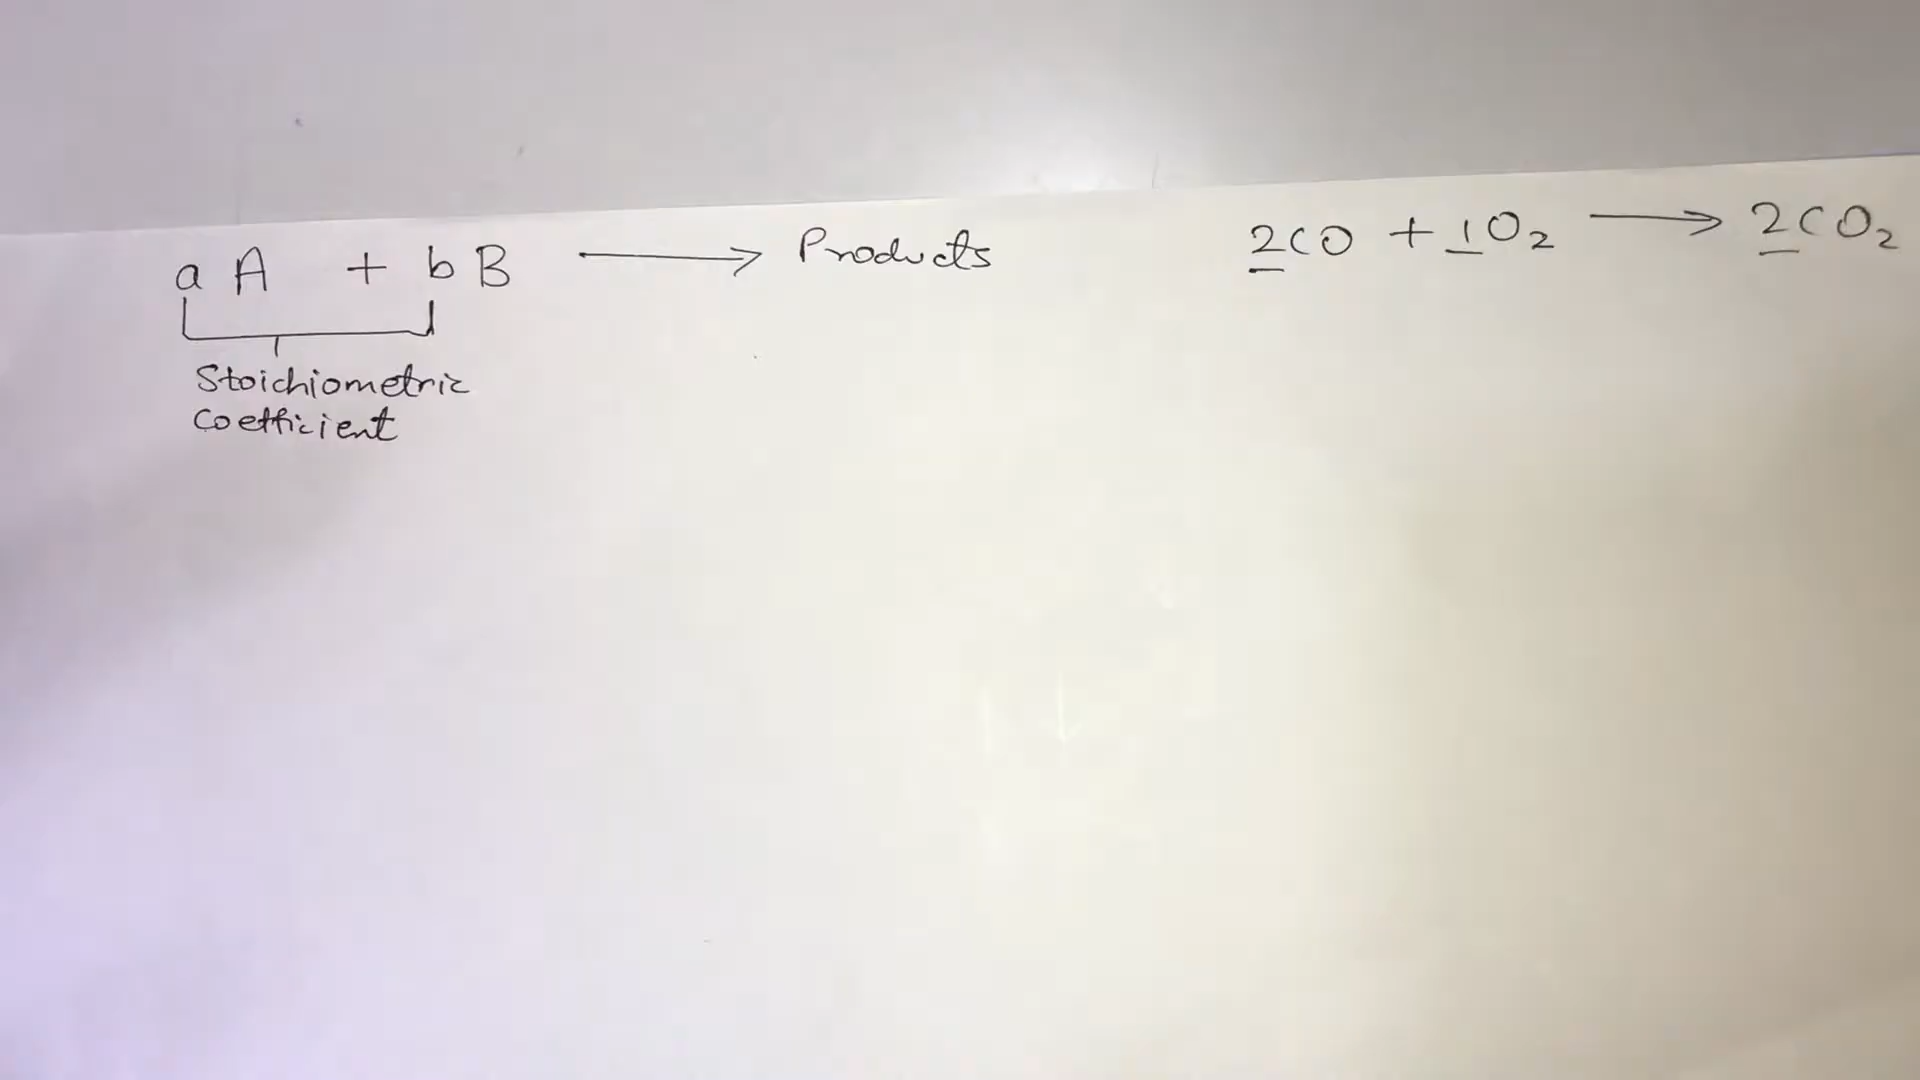 a A + b B ⟶ Products
2CO + 1O₂ ⟶ 2CO₂
Stoichiometric
Coefficient